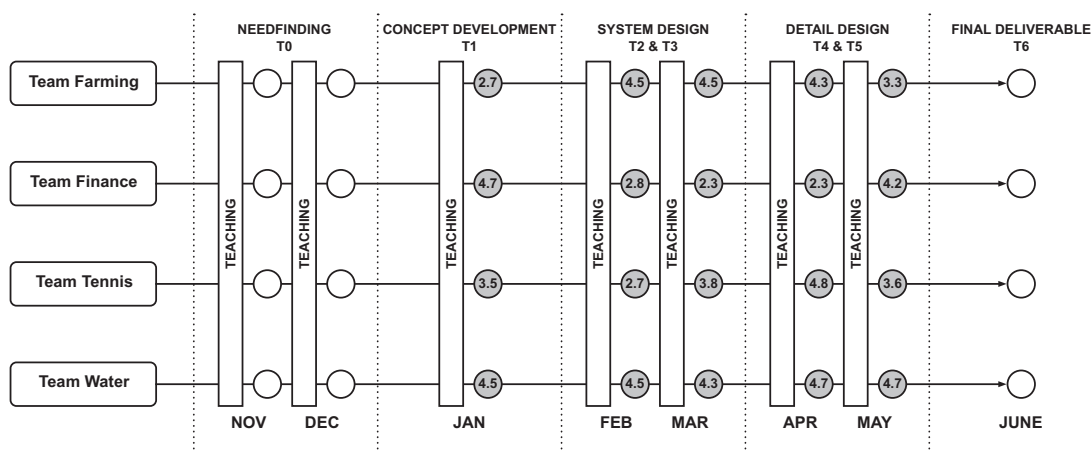 NEEDFINDING
T0
CONCEPT DEVELOPMENT
T1
SYSTEM DESIGN
T2 & T3
DETAIL DESIGN
T4 & T5
FINAL DELIVERABLE
T6
Team Farming
2.7
4.5
4.5
4.3
3.3
Team Finance
4.7
2.8
2.3
2.3
4.2
TEACHING
TEACHING
TEACHING
TEACHING
TEACHING
TEACHING
TEACHING
Team Tennis
3.5
2.7
3.8
4.8
3.6
Team Water
4.5
4.5
4.3
4.7
4.7
NOV
DEC
JAN
FEB
MAR
APR
MAY
JUNE